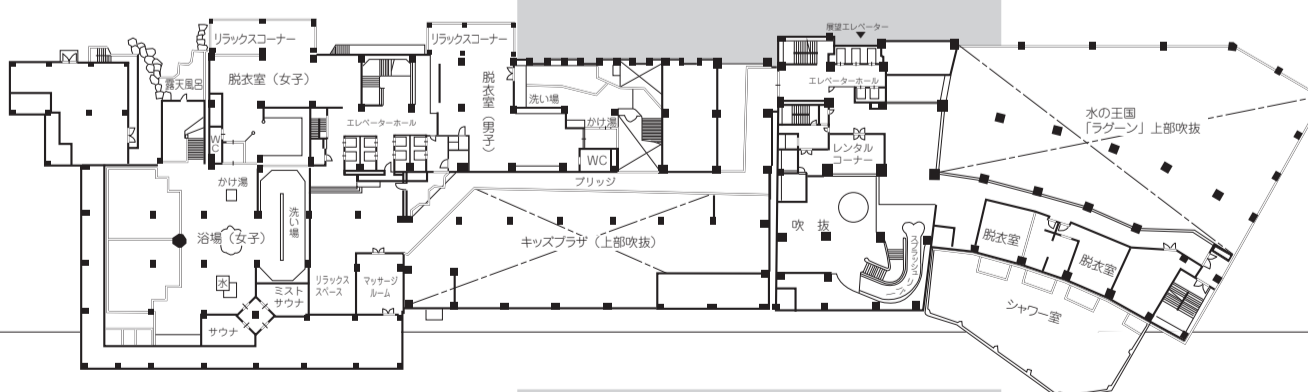 リラックスコーナー
脱衣室（女子）
露天風呂
WC
かけ湯
浴場（女子）
洗い場
水
ミスト
サウナ
サウナ
リラックス
スペース
マッサージ
ルーム
エレベーターホール
リラックスコーナー
脱衣室（男子）
洗い場
かけ湯
WC
ブリッジ
キッズプラザ（上部吹抜）
展望エレベーター
エレベーターホール
レンタル
コーナー
吹 抜
スプラッシュ
水の王国
「ラグーン」上部吹抜
脱衣室
脱衣室
シャワー室